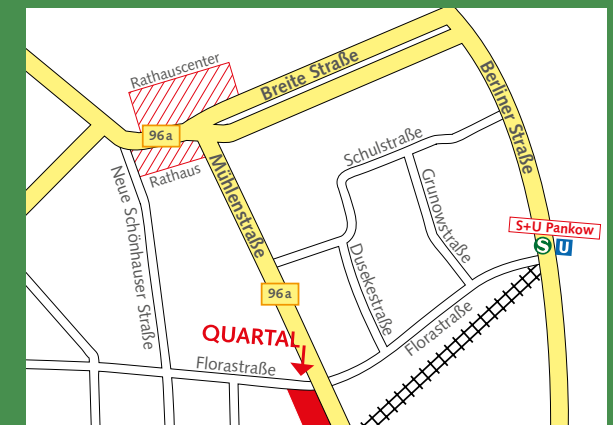 Rathauscenter
Breite Straße
Berliner Straße
96a
Schulstraße
Rathaus
Neue Schönhauser Straße
Mühlenstraße
Grunowstraße
S+U Pankow
S
U
Dusekestraße
96a
QUARTAL
Florastraße
Florastraße